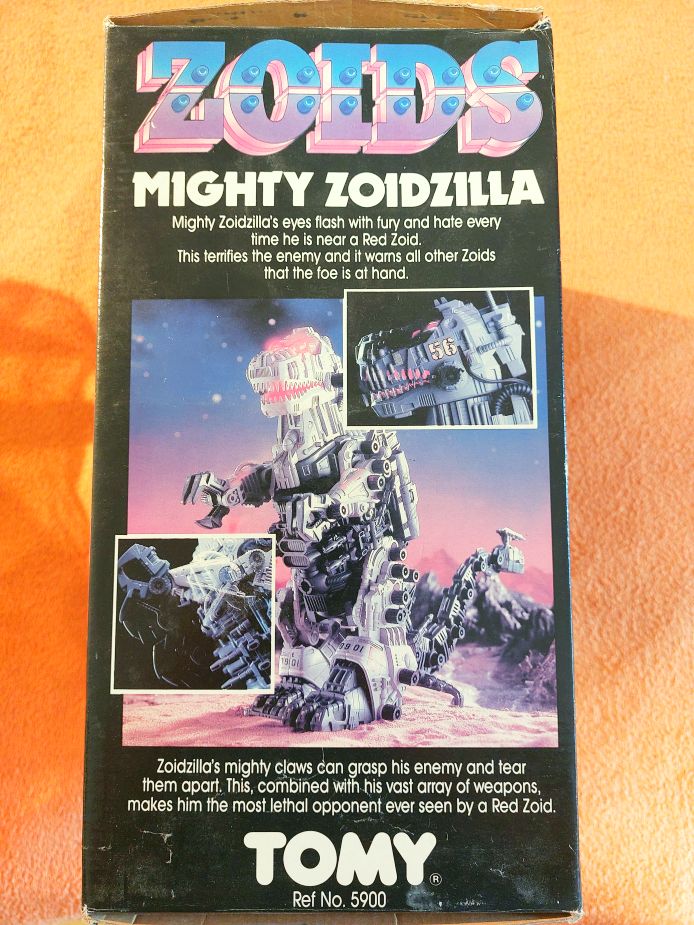 ZOIDS
MIGHTY ZOIDZILLA
Mighty Zoidzilla's eyes flash with fury and hate every
time he is near a Red Zoid.
This terrifies the enemy and it warns all other Zoids
that the foe is at hand.
56
9901
Zoidzilla's mighty claws can grasp his enemy and tear
them apart. This, combined with his vast array of weapons,
makes him the most lethal opponent ever seen by a Red Zoid.
TOMY®
Ref No. 5900